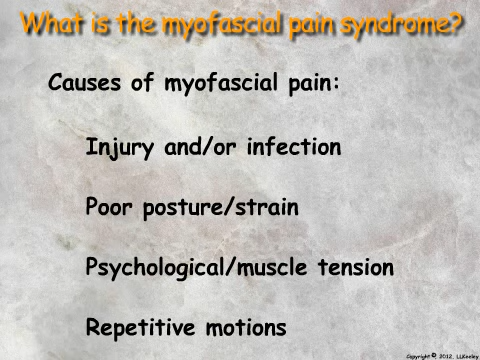 What is the myofascial pain syndrome?
Causes of myofascial pain:
Injury and/or infection
Poor posture/strain
Psychological/muscle tension
Repetitive motions
Copyright © 2012, LLKeeley